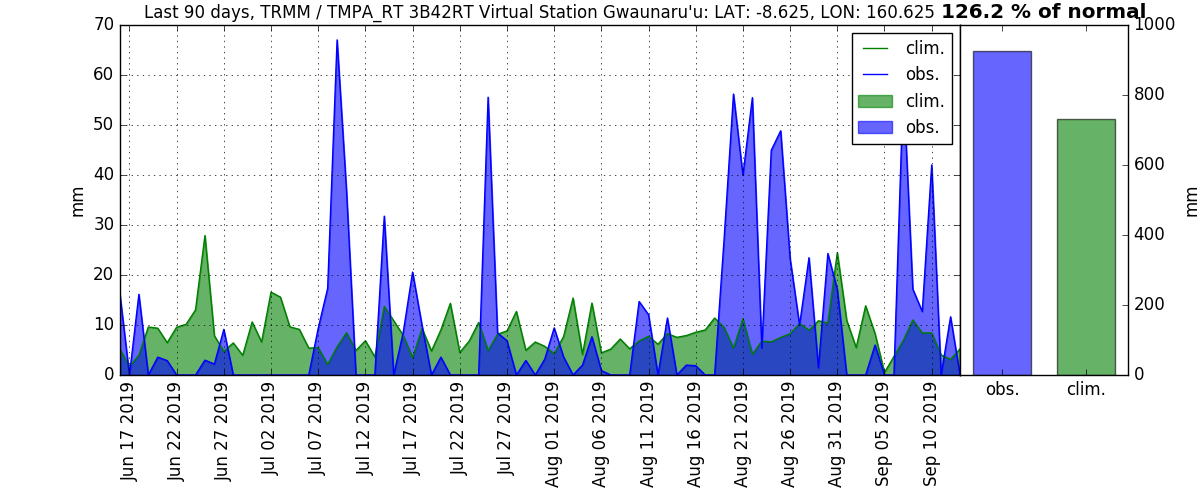 Last 90 days, TRMM / TMPA_RT 3B42RT Virtual Station Gwaunaru'u: LAT: -8.625, LON: 160.625 126.2 % of normal
70
60
50
40
30
20
10
0
mm
clim.
obs.
clim.
obs.
1000
800
600
400
200
0
mm
Jun 17 2019
Jun 22 2019
Jun 27 2019
Jul 02 2019
Jul 07 2019
Jul 12 2019
Jul 17 2019
Jul 22 2019
Jul 27 2019
Aug 01 2019
Aug 06 2019
Aug 11 2019
Aug 16 2019
Aug 21 2019
Aug 26 2019
Aug 31 2019
Sep 05 2019
Sep 10 2019
obs.
clim.